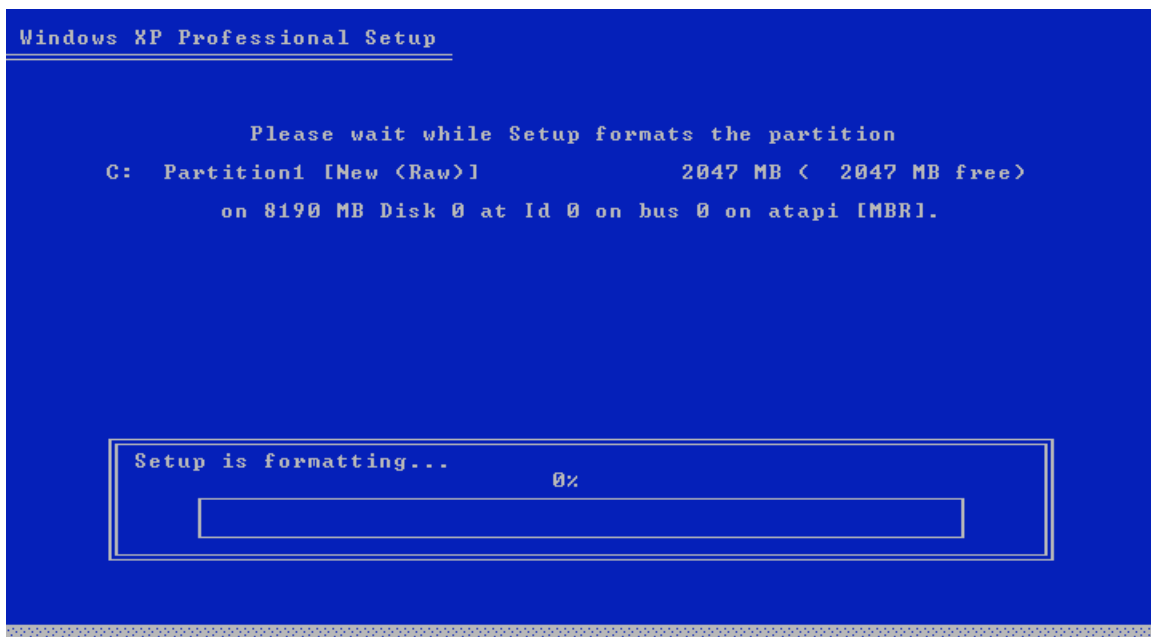 Windows XP Professional Setup
Please wait while Setup formats the partition
C: Partition1 [New (Raw)] 2047 MB ( 2047 MB free)
on 8190 MB Disk 0 at Id 0 on bus 0 on atapi [MBR].
Setup is formatting...
0%